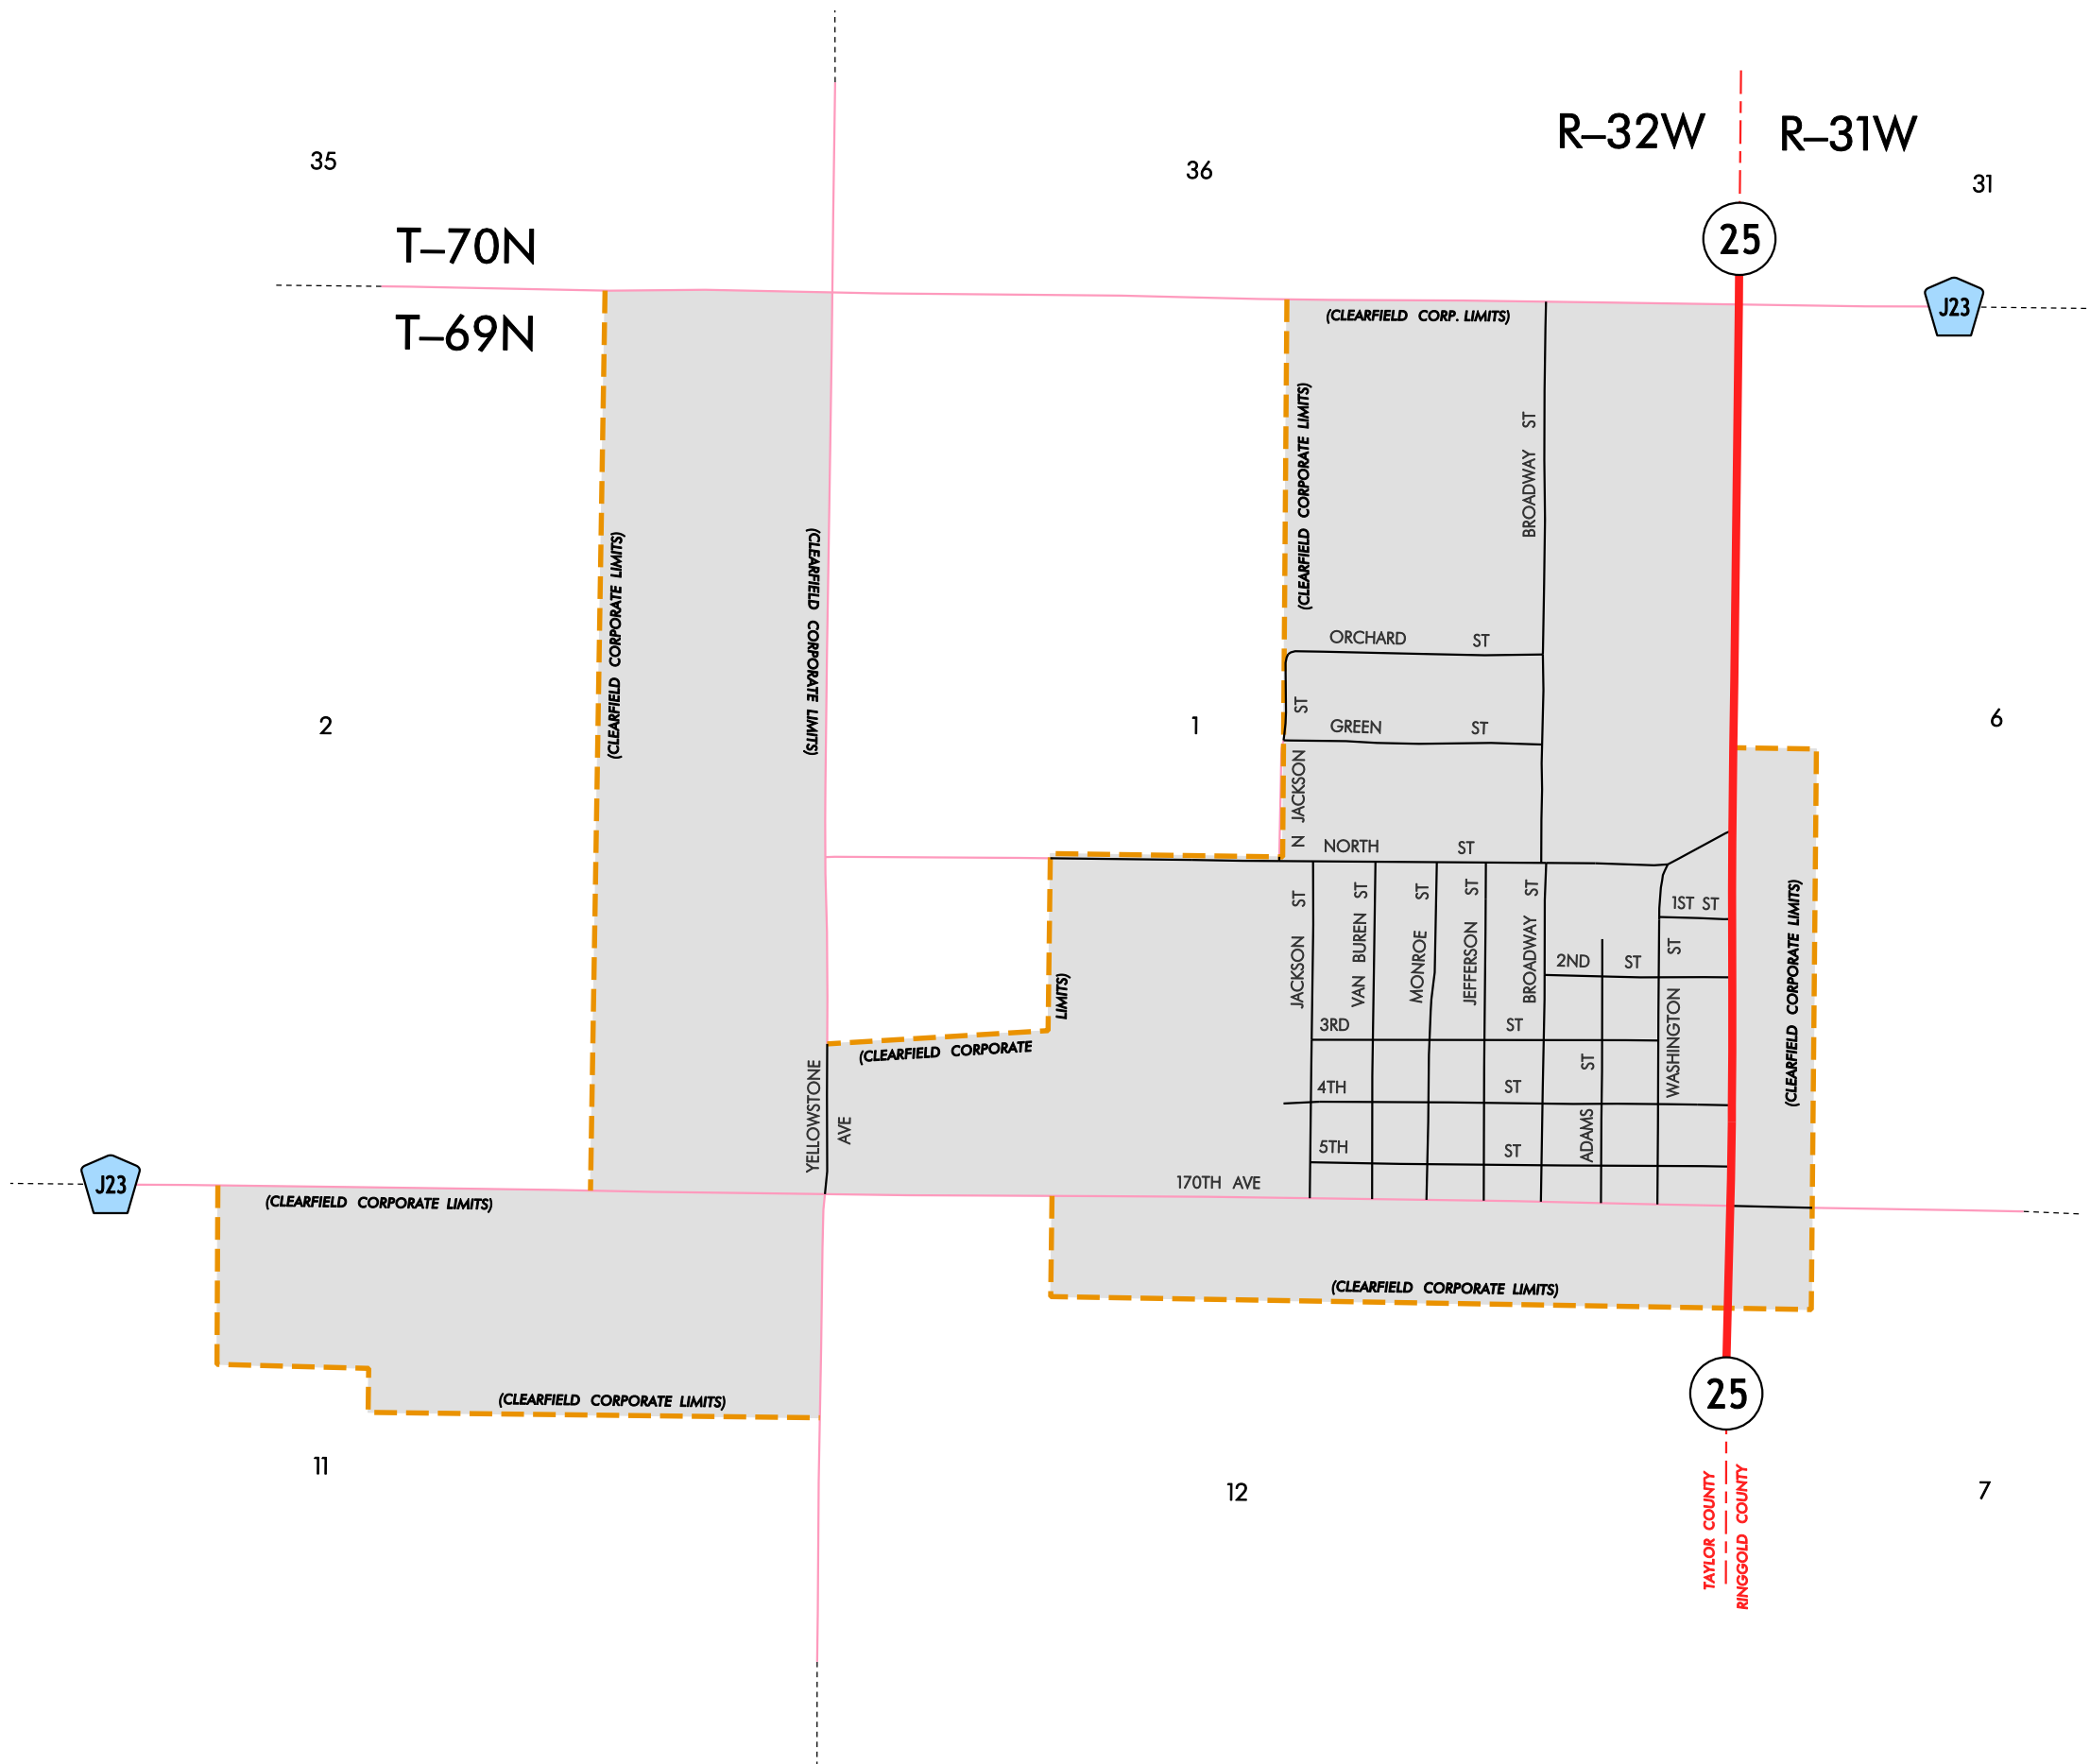 R–32W
R–31W
35
36
31
T–70N
25
T–69N
J23
(CLEARFIELD CORP. LIMITS)
(CLEARFIELD CORPORATE LIMITS)
BROADWAY ST
(CLEARFIELD CORPORATE LIMITS)
(CLEARFIELD CORPORATE LIMITS)
ORCHARD ST
2
1
6
GREEN ST
N JACKSON ST
NORTH ST
JACKSON ST
VAN BUREN ST
MONROE ST
JEFFERSON ST
BROADWAY ST
1ST ST
2ND ST
WASHINGTON ST
(CLEARFIELD CORPORATE LIMITS)
3RD ST
(CLEARFIELD CORPORATE LIMITS)
YELLOWSTONE AVE
4TH ST
ADAMS ST
5TH ST
170TH AVE
J23
(CLEARFIELD CORPORATE LIMITS)
(CLEARFIELD CORPORATE LIMITS)
(CLEARFIELD CORPORATE LIMITS)
25
11
12
7
TAYLOR COUNTY
RINGGOLD COUNTY